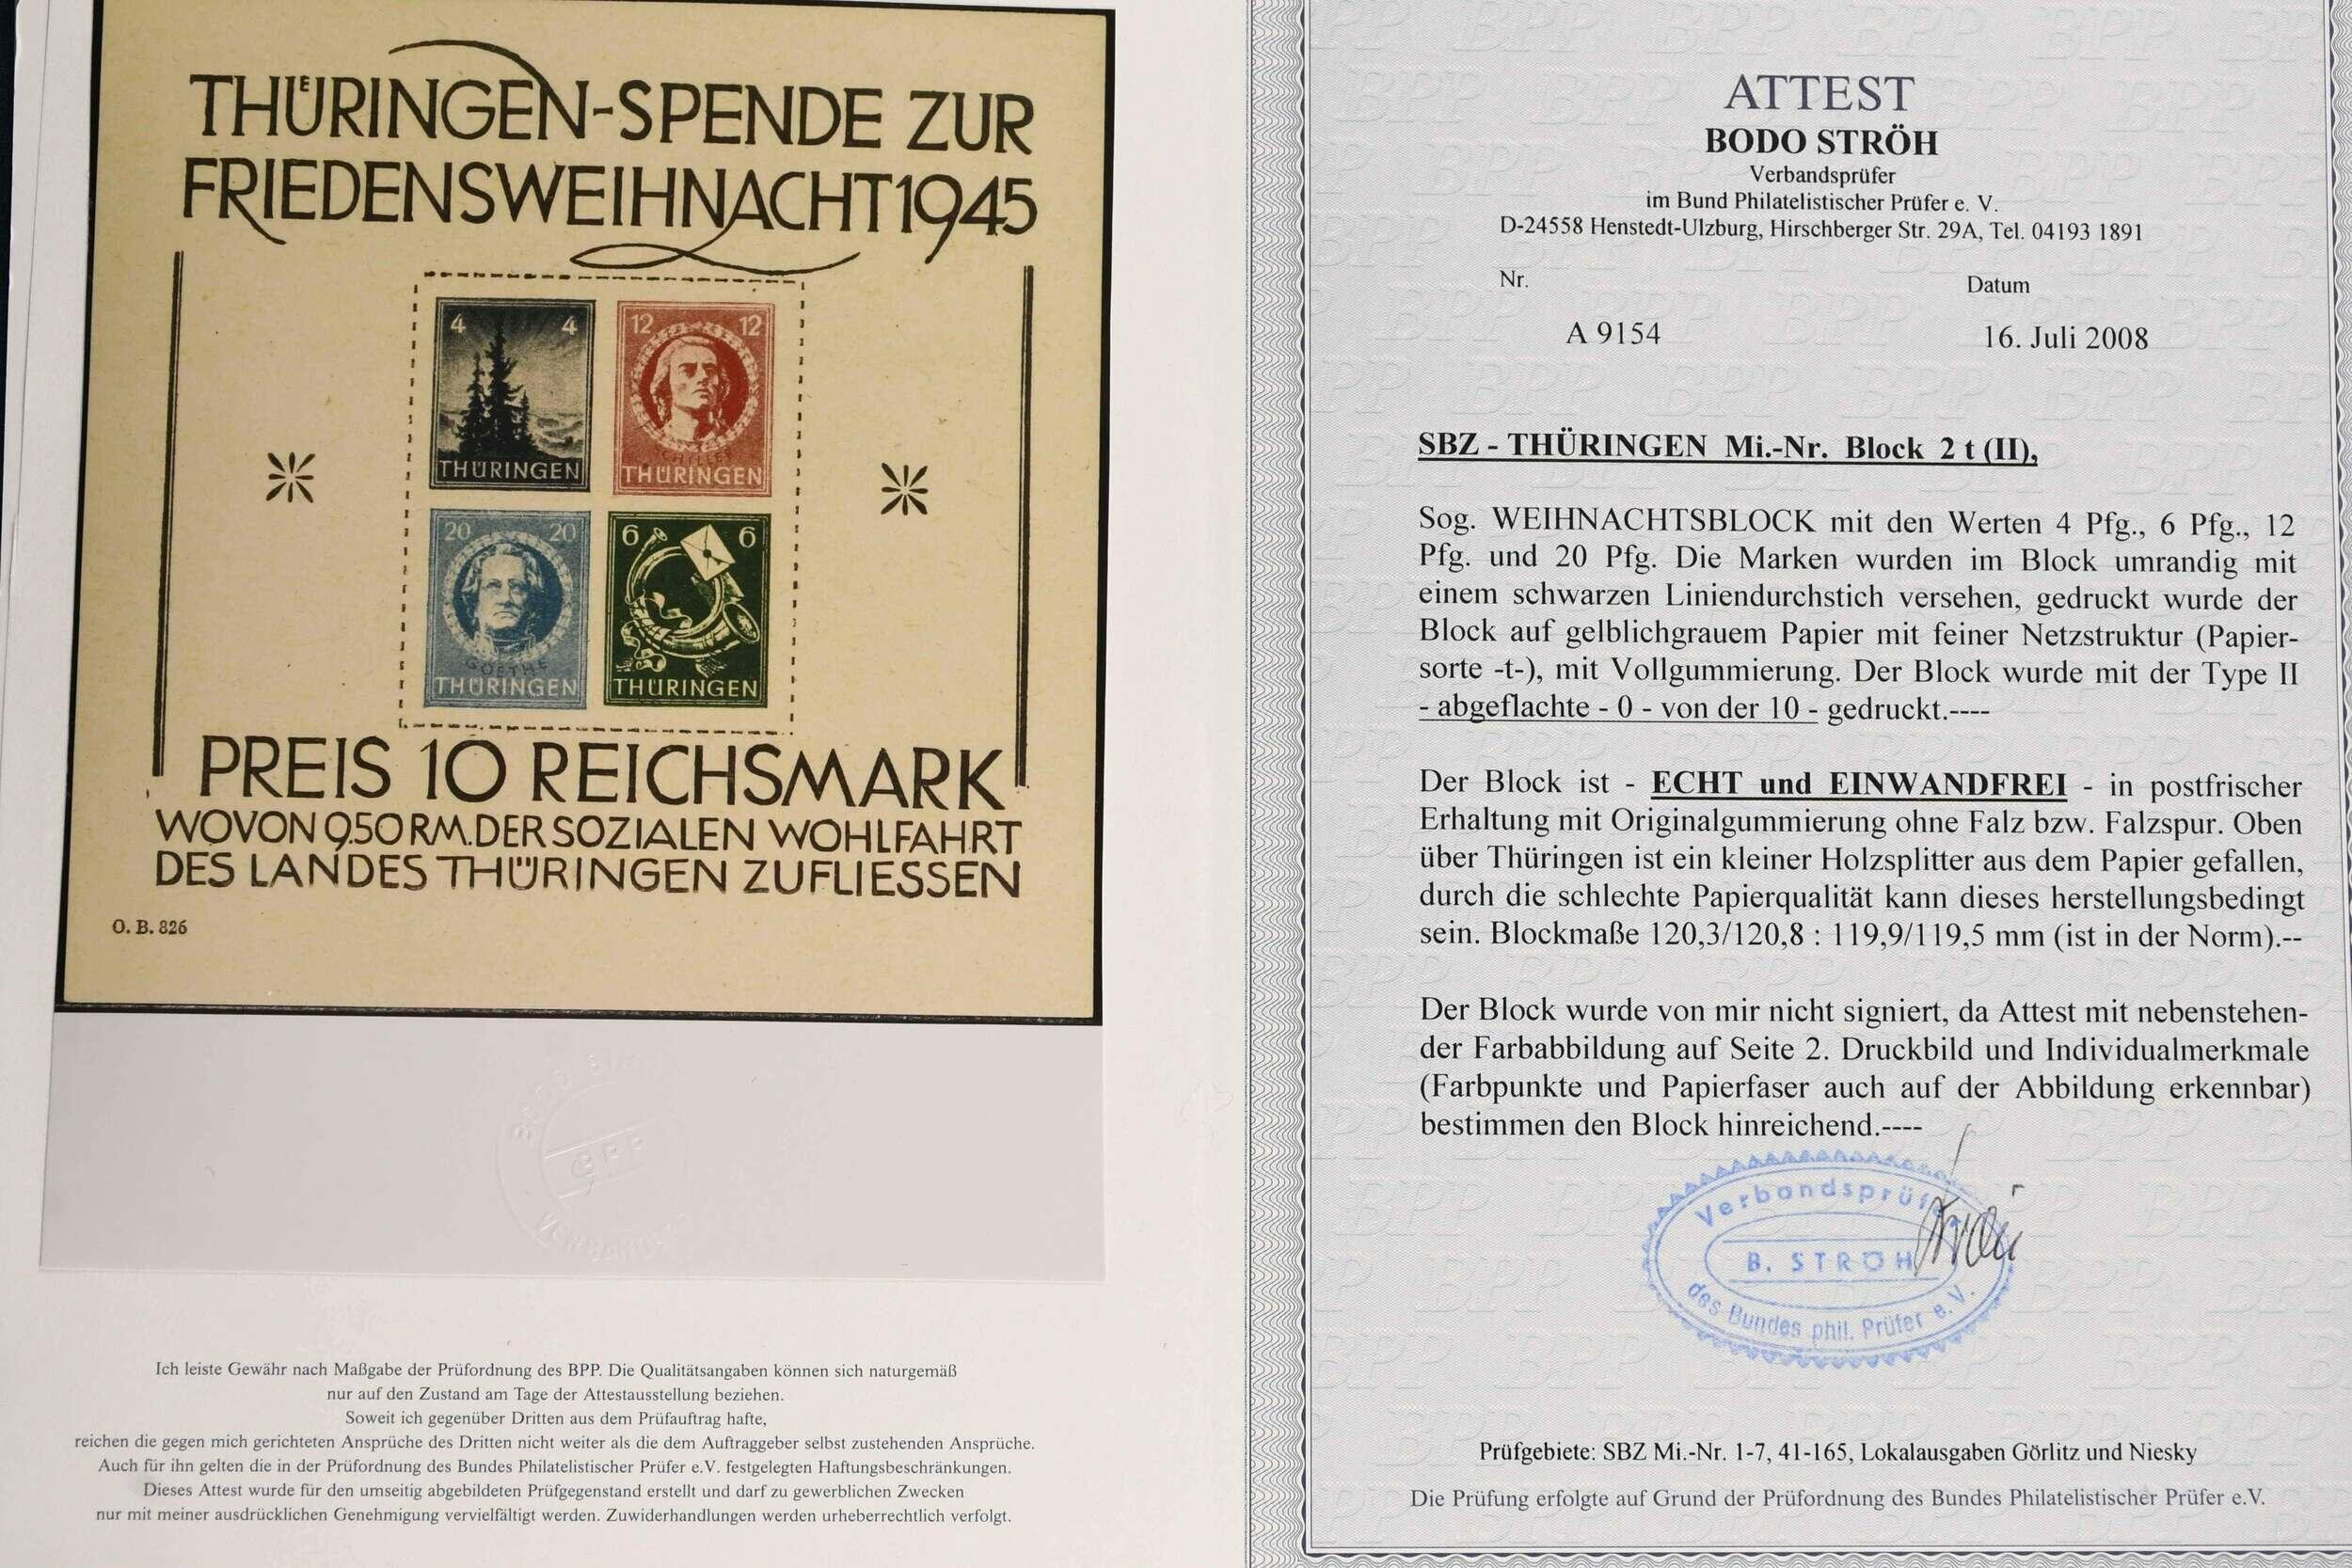 THÜRINGEN-SPENDE ZUR
FRIEDENSWEIHNACHT 1945
4 4
THÜRINGEN
12 12
THÜRINGEN
20 20
GOETHE
THÜRINGEN
6 6
THÜRINGEN
PREIS 10 REICHSMARK
WOVON 9.50 RM. DER SOZIALEN WOHLFAHRT
DES LANDES THÜRINGEN ZUFLIESSEN
O. B. 826
BPP
Ich leiste Gewähr nach Maßgabe der Prüfordnung des BPP. Die Qualitätsangaben können sich naturgemäß
nur auf den Zustand am Tage der Attestausstellung beziehen.
Soweit ich gegenüber Dritten aus dem Prüfauftrag hafte,
reichen die gegen mich gerichteten Ansprüche des Dritten nicht weiter als die dem Auftraggeber selbst zustehenden Ansprüche.
Auch für ihn gelten die in der Prüfordnung des Bundes Philatelistischer Prüfer e.V. festgelegten Haftungsbeschränkungen.
Dieses Attest wurde für den umseitig abgebildeten Prüfgegenstand erstellt und darf zu gewerblichen Zwecken
nur mit meiner ausdrücklichen Genehmigung vervielfältigt werden. Zuwiderhandlungen werden urheberrechtlich verfolgt.
ATTEST
BODO STRÖH
Verbandsprüfer
im Bund Philatelistischer Prüfer e. V.
D-24558 Henstedt-Ulzburg, Hirschberger Str. 29A, Tel. 04193 1891
Nr. Datum
A 9154 16. Juli 2008
SBZ - THÜRINGEN Mi.-Nr. Block 2 t (II),
Sog. WEIHNACHTSBLOCK mit den Werten 4 Pfg., 6 Pfg., 12
Pfg. und 20 Pfg. Die Marken wurden im Block umrandig mit
einem schwarzen Liniendurchstich versehen, gedruckt wurde der
Block auf gelblichgrauem Papier mit feiner Netzstruktur (Papier-
sorte -t-), mit Vollgummierung. Der Block wurde mit der Type II
- abgeflachte - 0 - von der 10 - gedruckt.----
Der Block ist - ECHT und EINWANDFREI - in postfrischer
Erhaltung mit Originalgummierung ohne Falz bzw. Falzspur. Oben
über Thüringen ist ein kleiner Holzsplitter aus dem Papier gefallen,
durch die schlechte Papierqualität kann dieses herstellungsbedingt
sein. Blockmaße 120,3/120,8 : 119,9/119,5 mm (ist in der Norm).--
Der Block wurde von mir nicht signiert, da Attest mit nebenstehen-
der Farbabbildung auf Seite 2. Druckbild und Individualmerkmale
(Farbpunkte und Papierfaser auch auf der Abbildung erkennbar)
bestimmen den Block hinreichend.----
Verbandsprüfer
B. STRÖH
des Bundes phil. Prüfer e. V.
Prüfgebiete: SBZ Mi.-Nr. 1-7, 41-165, Lokalausgaben Görlitz und Niesky
Die Prüfung erfolgte auf Grund der Prüfordnung des Bundes Philatelistischer Prüfer e.V.